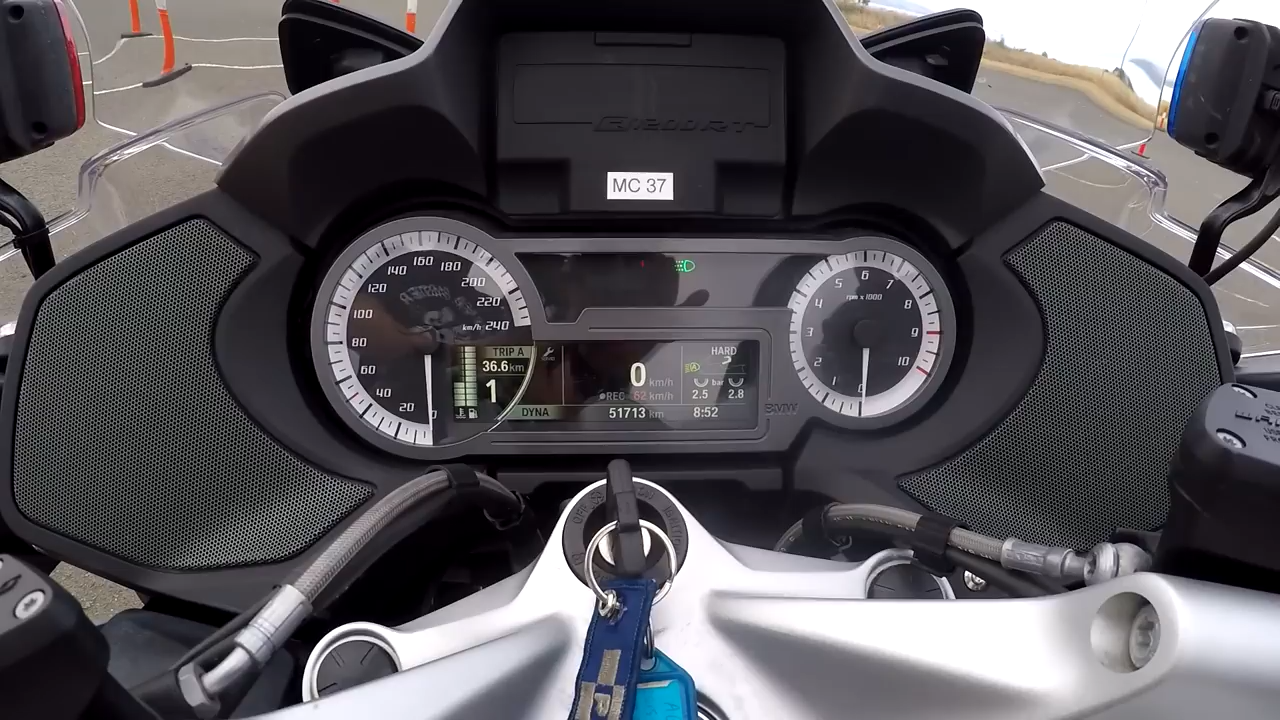 R1200RT
MC 37
0 20 40 60 80 100 120 140 160 180 200 220 240
km/h
TRIP A
36.6 km
1
DYNA
0 km/h
REC 62 km/h
51713 km
HARD
bar
2.5 2.8
8:52
0 1 2 3 4 5 6 7 8 9 10
rpm x 1000
BMW
OFF